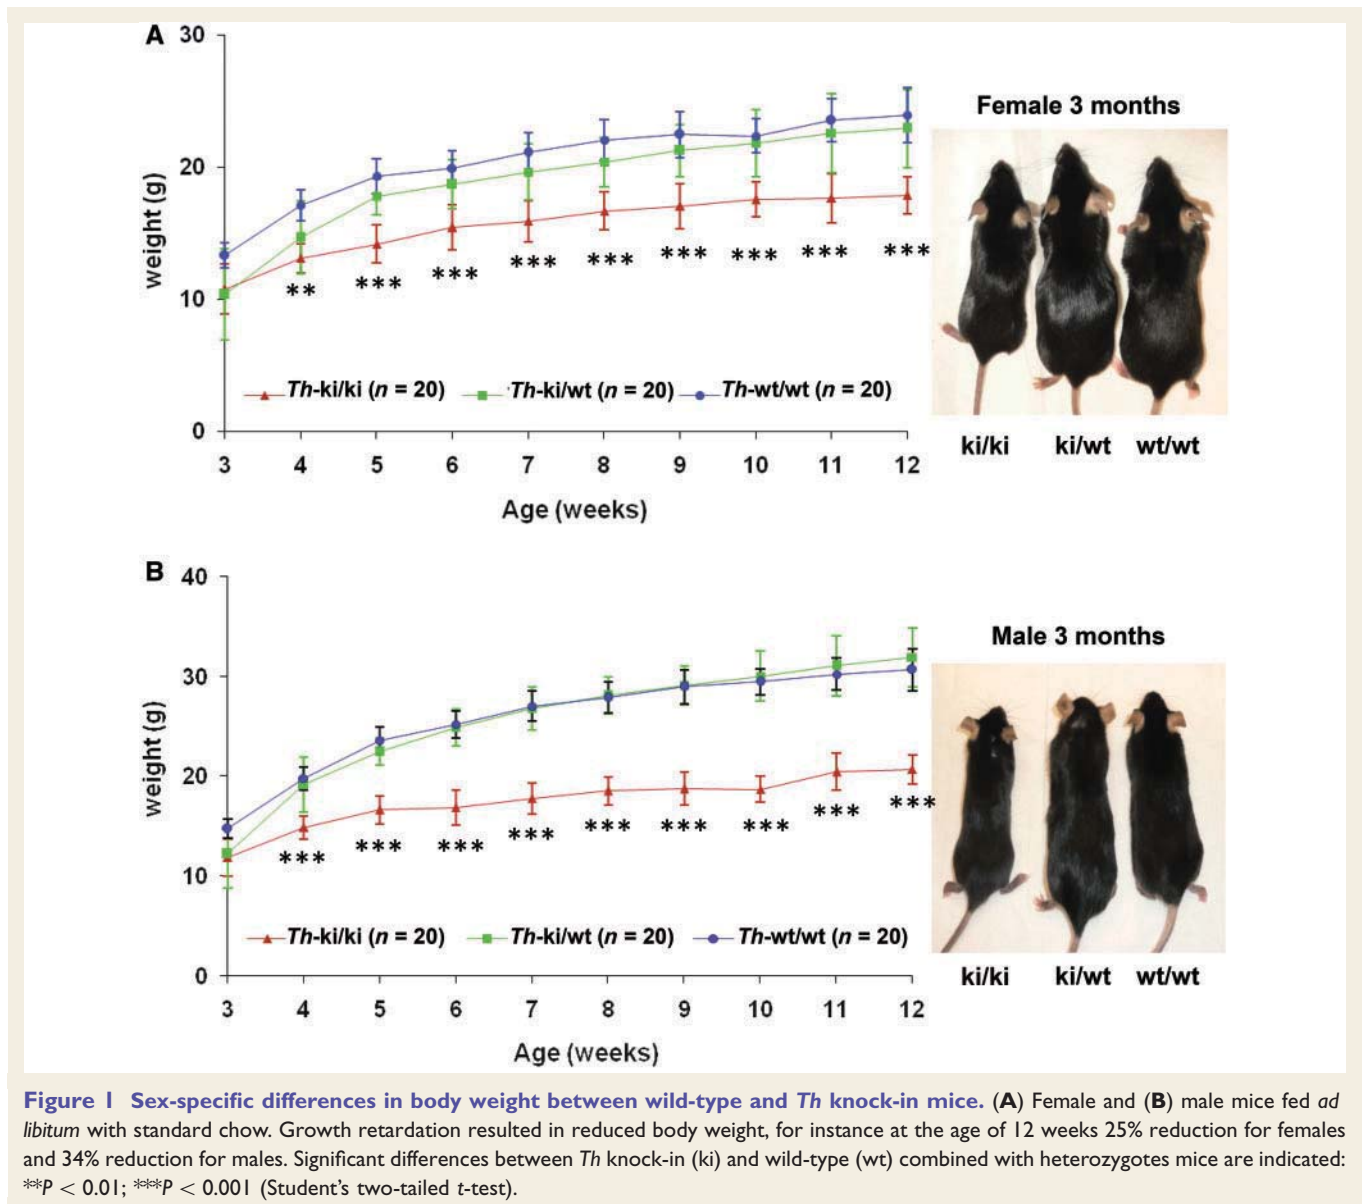 A
30
20
10
0
weight (g)
** *** *** *** *** *** *** *** ***
Th-ki/ki (n = 20) Th-ki/wt (n = 20) Th-wt/wt (n = 20)
3 4 5 6 7 8 9 10 11 12
Age (weeks)
Female 3 months
ki/ki ki/wt wt/wt
B
40
30
20
10
0
weight (g)
*** *** *** *** *** *** *** *** ***
Th-ki/ki (n = 20) Th-ki/wt (n = 20) Th-wt/wt (n = 20)
3 4 5 6 7 8 9 10 11 12
Age (weeks)
Male 3 months
ki/ki ki/wt wt/wt
Figure 1 Sex-specific differences in body weight between wild-type and Th knock-in mice. (A) Female and (B) male mice fed ad
libitum with standard chow. Growth retardation resulted in reduced body weight, for instance at the age of 12 weeks 25% reduction for females
and 34% reduction for males. Significant differences between Th knock-in (ki) and wild-type (wt) combined with heterozygotes mice are indicated:
**P < 0.01; ***P < 0.001 (Student's two-tailed t-test).